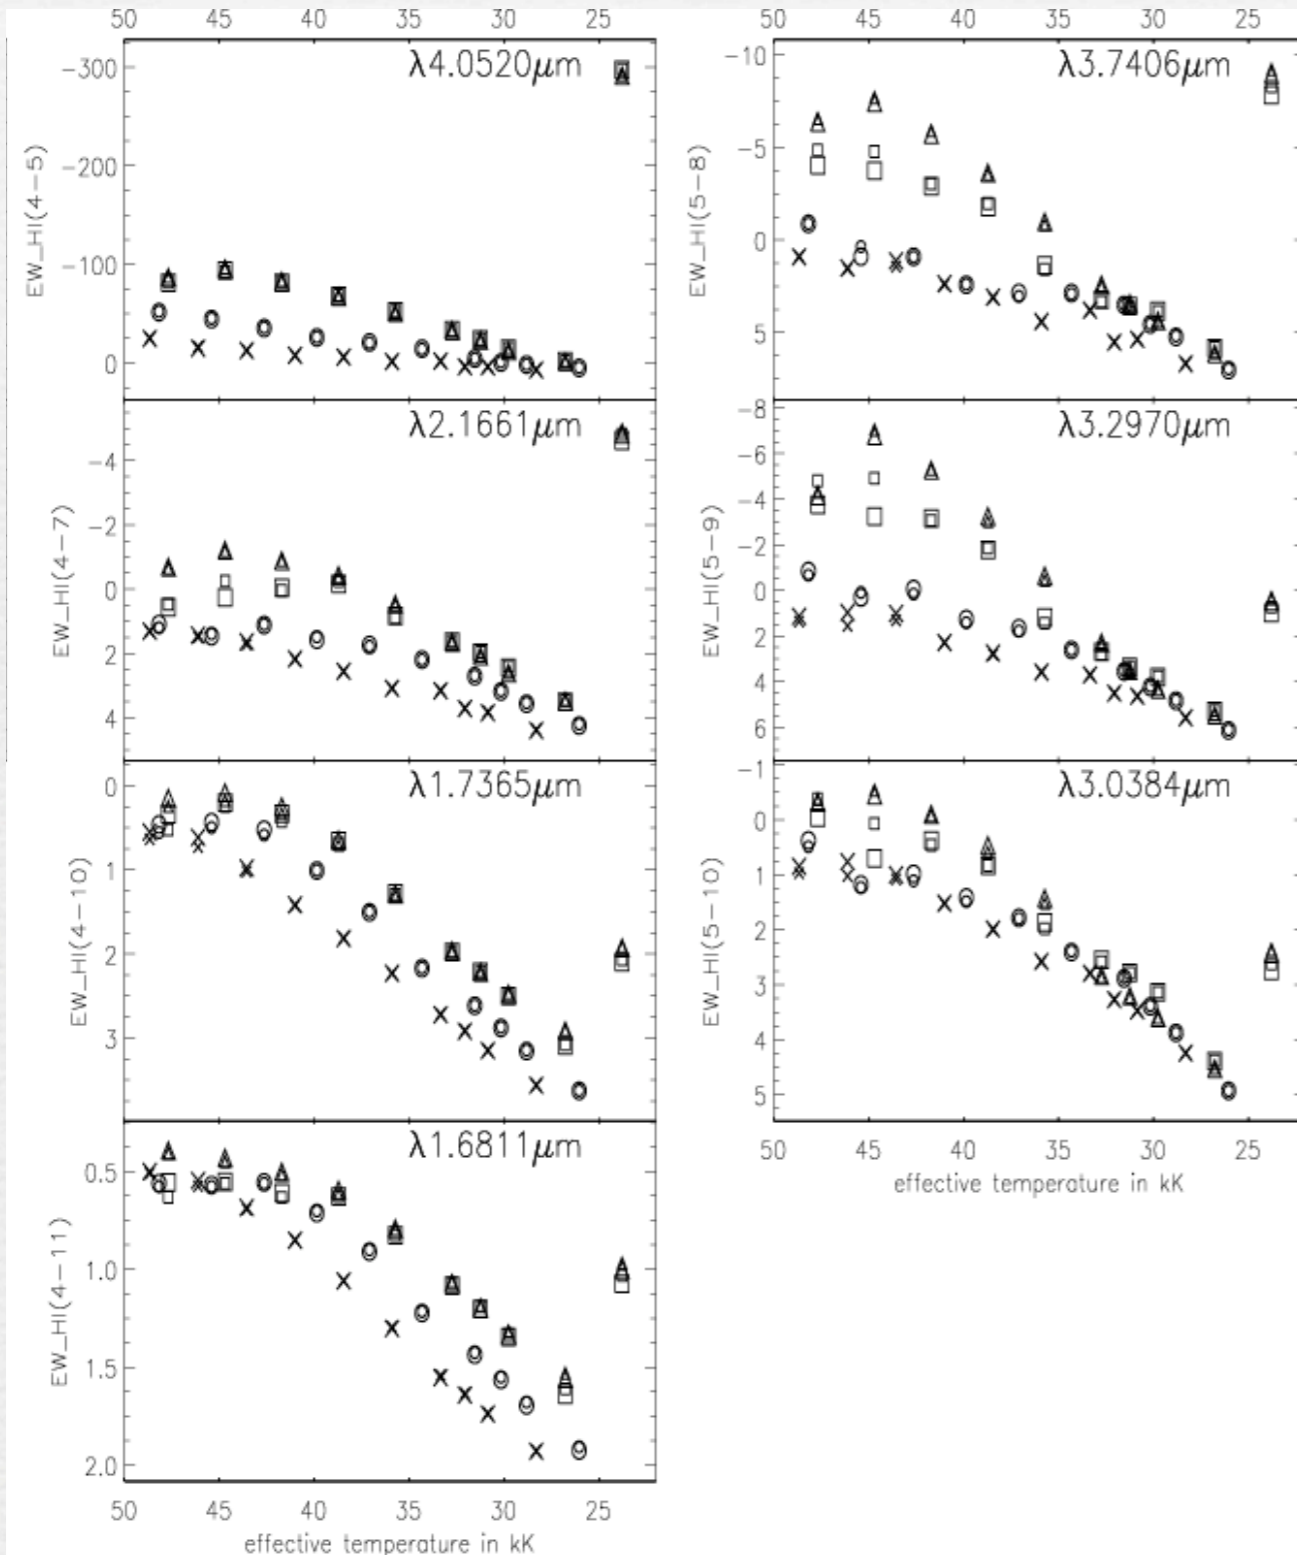 50 45 40 35 30 25
50 45 40 35 30 25
EW_HI(4−5)
−300
−200
−100
0
λ4.0520μm
EW_HI(5−8)
−10
−5
0
5
λ3.7406μm
EW_HI(4−7)
−4
−2
0
2
4
λ2.1661μm
EW_HI(5−9)
−8
−6
−4
−2
0
2
4
6
λ3.2970μm
EW_HI(4−10)
0
1
2
3
λ1.7365μm
EW_HI(5−10)
−1
0
1
2
3
4
5
λ3.0384μm
50 45 40 35 30 25
effective temperature in kK
EW_HI(4−11)
0.5
1.0
1.5
2.0
λ1.6811μm
50 45 40 35 30 25
effective temperature in kK